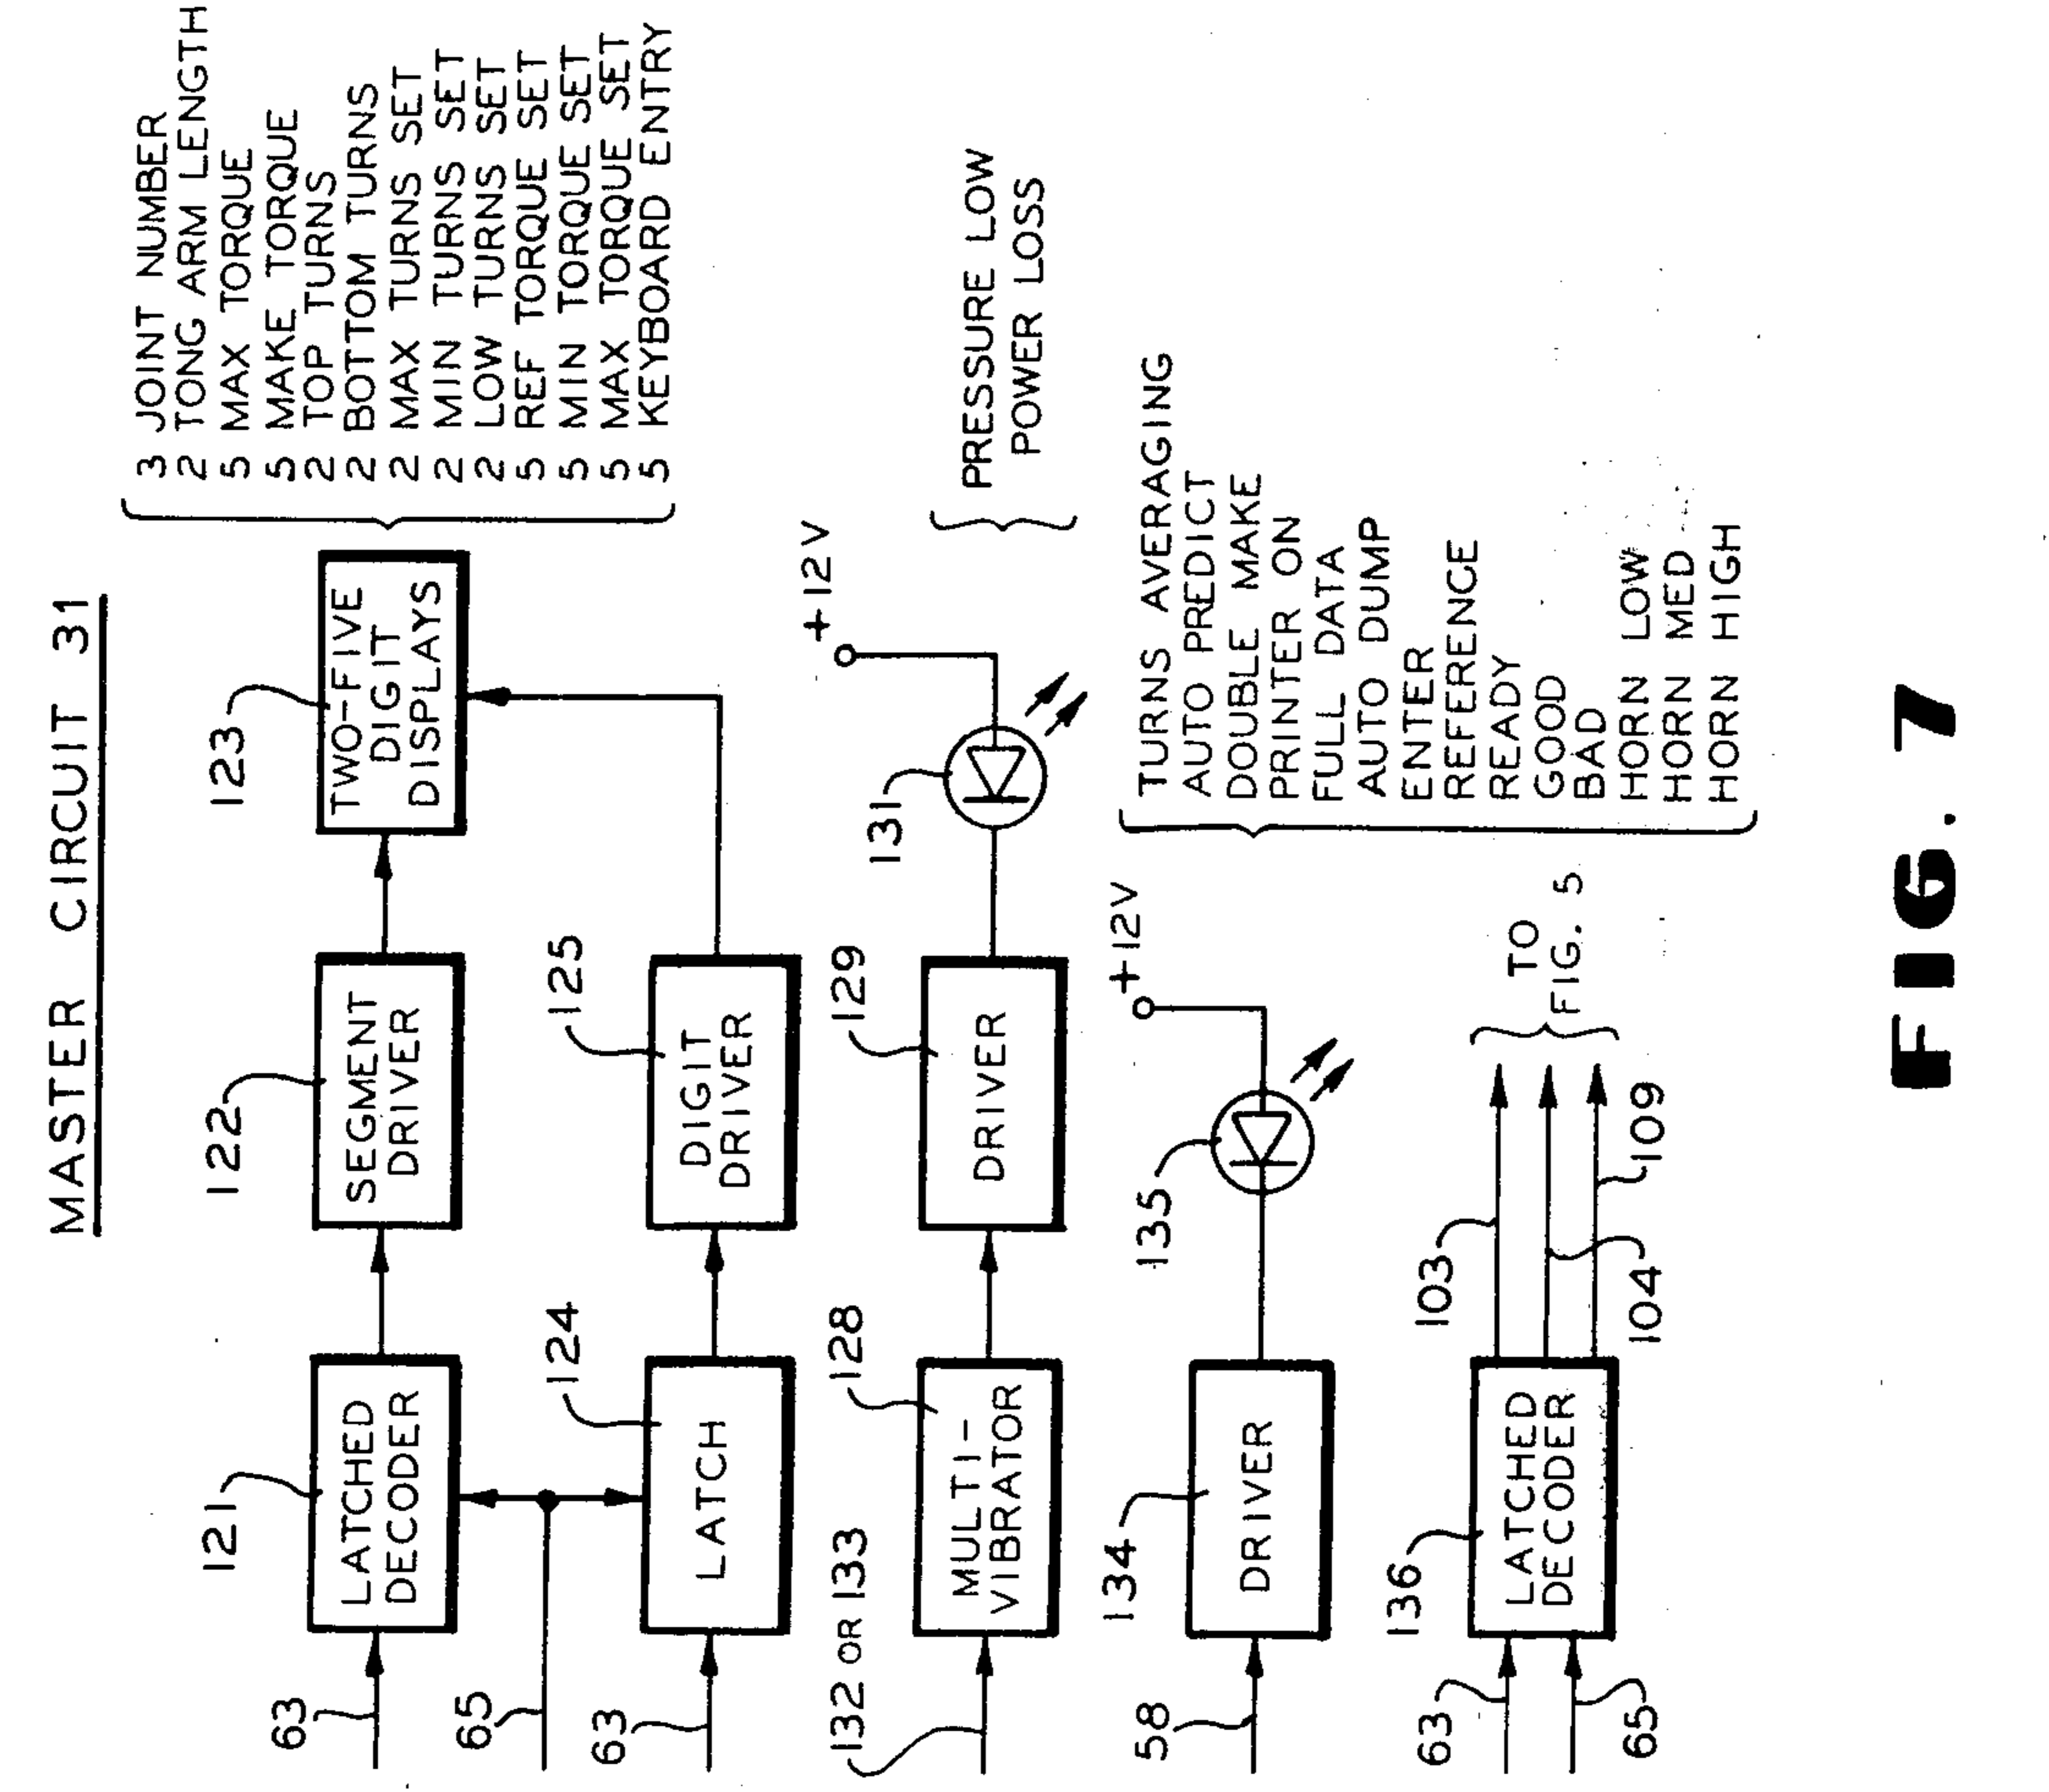 MASTER CIRCUIT 31
121
122
123
63
LATCHED
DECODER
SEGMENT
DRIVER
TWO-FIVE
DIGIT
DISPLAYS
3 JOINT NUMBER
2 TONG ARM LENGTH
5 MAX TORQUE
5 MAKE TORQUE
2 TOP TURNS
2 BOTTOM TURNS
2 MAX TURNS SET
2 MIN TURNS SET
2 LOW TURNS SET
5 REF TORQUE SET
5 MIN TORQUE SET
5 MAX TORQUE SET
5 KEYBOARD ENTRY
65
63
124
LATCH
125
DIGIT
DRIVER
132 OR 133
128
MULTI-
VIBRATOR
129
DRIVER
131
+12V
PRESSURE LOW
POWER LOSS
58
134
DRIVER
135
+12V
TURNS AVERAGING
AUTO PREDICT
DOUBLE MAKE
PRINTER ON
FULL DATA
AUTO DUMP
ENTER
REFERENCE
READY
GOOD
BAD
HORN LOW
HORN MED
HORN HIGH
63
65
136
LATCHED
DECODER
103
104
109
TO
FIG. 5
FIG. 7